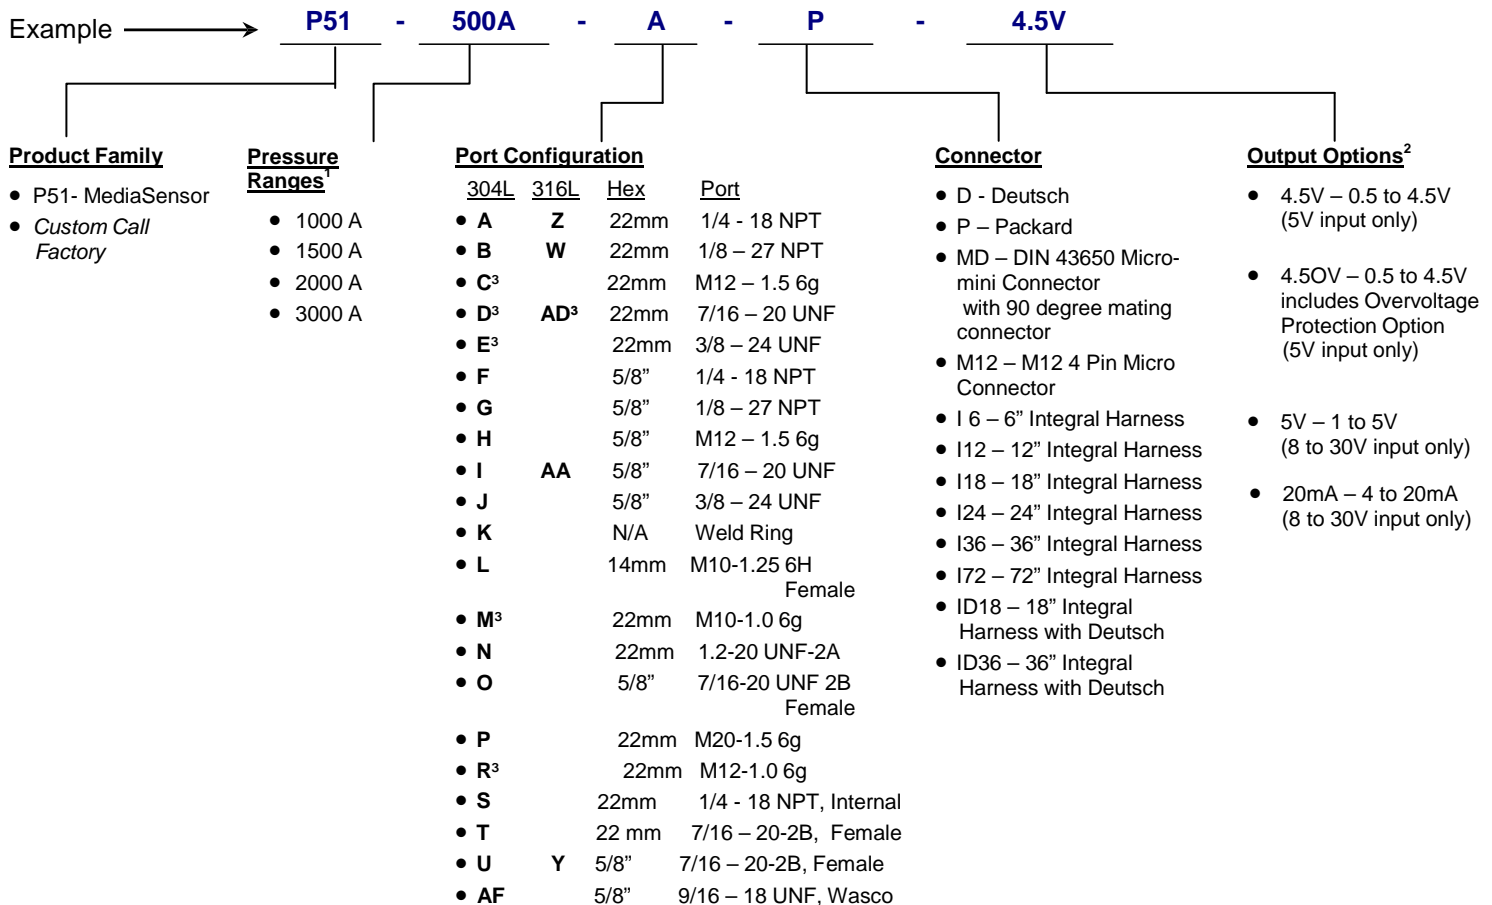 Example P51 - 500A - A - P - 4.5V
Product Family
• P51- MediaSensor
• Custom Call
Factory
Pressure
Ranges1
• 1000 A
• 1500 A
• 2000 A
• 3000 A
Port Configuration
304L 316L Hex Port
• A Z 22mm 1/4 - 18 NPT
• B W 22mm 1/8 – 27 NPT
• C3 22mm M12 – 1.5 6g
• D3 AD3 22mm 7/16 – 20 UNF
• E3 22mm 3/8 – 24 UNF
• F 5/8” 1/4 - 18 NPT
• G 5/8” 1/8 – 27 NPT
• H 5/8” M12 – 1.5 6g
• I AA 5/8” 7/16 – 20 UNF
• J 5/8” 3/8 – 24 UNF
• K N/A Weld Ring
• L 14mm M10-1.25 6H
Female
• M3 22mm M10-1.0 6g
• N 22mm 1.2-20 UNF-2A
• O 5/8” 7/16-20 UNF 2B
Female
• P 22mm M20-1.5 6g
• R3 22mm M12-1.0 6g
• S 22mm 1/4 - 18 NPT, Internal
• T 22 mm 7/16 – 20-2B, Female
• U Y 5/8” 7/16 – 20-2B, Female
• AF 5/8” 9/16 – 18 UNF, Wasco
Connector
• D - Deutsch
• P – Packard
• MD – DIN 43650 Micro-
mini Connector
with 90 degree mating
connector
• M12 – M12 4 Pin Micro
Connector
• I 6 – 6” Integral Harness
• I12 – 12” Integral Harness
• I18 – 18” Integral Harness
• I24 – 24” Integral Harness
• I36 – 36” Integral Harness
• I72 – 72” Integral Harness
• ID18 – 18” Integral
Harness with Deutsch
• ID36 – 36” Integral
Harness with Deutsch
Output Options2
• 4.5V – 0.5 to 4.5V
(5V input only)
• 4.5OV – 0.5 to 4.5V
includes Overvoltage
Protection Option
(5V input only)
• 5V – 1 to 5V
(8 to 30V input only)
• 20mA – 4 to 20mA
(8 to 30V input only)